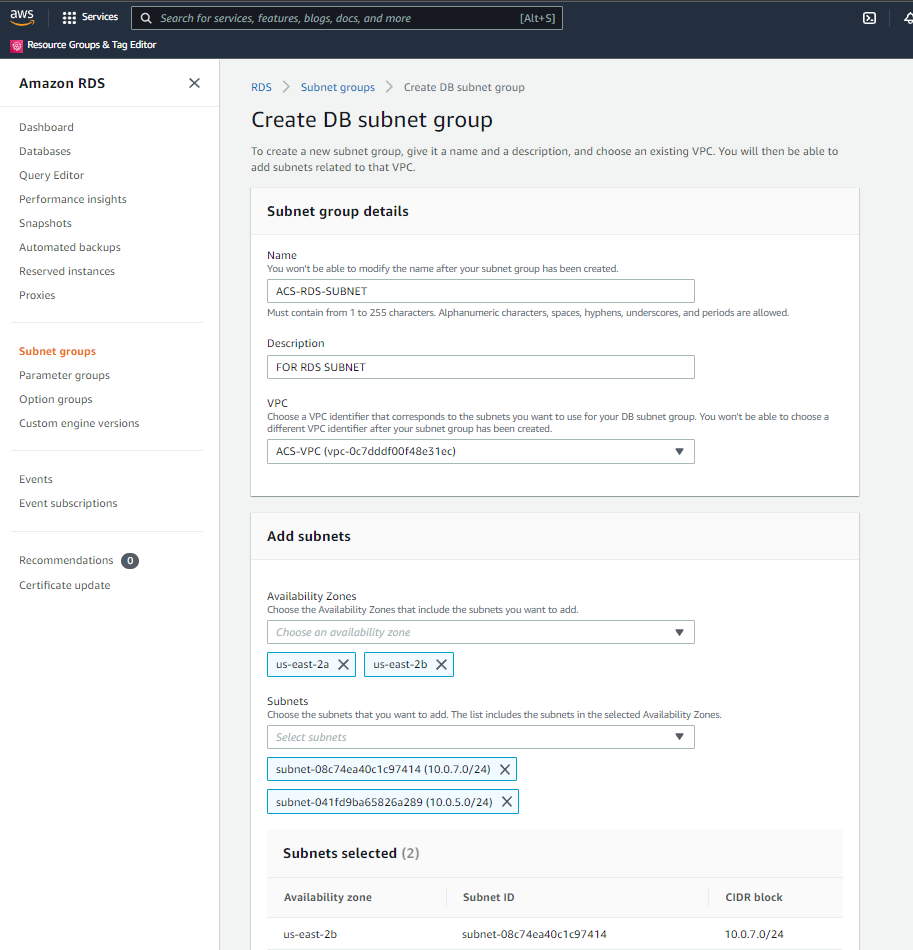 aws
Services
Search for services, features, blogs, docs, and more
[Alt+S]
Resource Groups & Tag Editor
Amazon RDS
Dashboard
Databases
Query Editor
Performance insights
Snapshots
Automated backups
Reserved instances
Proxies
Subnet groups
Parameter groups
Option groups
Custom engine versions
Events
Event subscriptions
Recommendations 0
Certificate update
RDS > Subnet groups > Create DB subnet group
Create DB subnet group
To create a new subnet group, give it a name and a description, and choose an existing VPC. You will then be able to
add subnets related to that VPC.
Subnet group details
Name
You won't be able to modify the name after your subnet group has been created.
ACS-RDS-SUBNET
Must contain from 1 to 255 characters. Alphanumeric characters, spaces, hyphens, underscores, and periods are allowed.
Description
FOR RDS SUBNET
VPC
Choose a VPC identifier that corresponds to the subnets you want to use for your DB subnet group. You won't be able to choose a
different VPC identifier after your subnet group has been created.
ACS-VPC (vpc-0c7dddf00f48e31ec)
Add subnets
Availability Zones
Choose the Availability Zones that include the subnets you want to add.
Choose an availability zone
us-east-2a us-east-2b
Subnets
Choose the subnets that you want to add. The list includes the subnets in the selected Availability Zones.
Select subnets
subnet-08c74ea40c1c97414 (10.0.7.0/24)
subnet-041fd9ba65826a289 (10.0.5.0/24)
Subnets selected (2)
Availability zone Subnet ID CIDR block
us-east-2b subnet-08c74ea40c1c97414 10.0.7.0/24